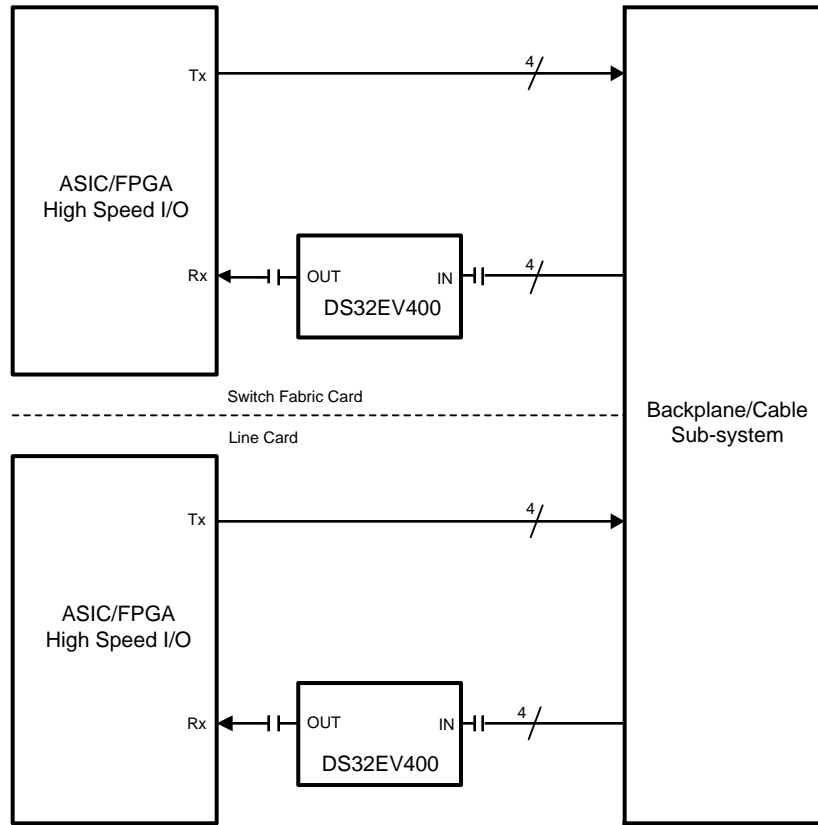 Tx
4
ASIC/FPGA
High Speed I/O
Rx
OUT
IN
4
DS32EV400
Switch Fabric Card
Line Card
Backplane/Cable
Sub-system
Tx
4
ASIC/FPGA
High Speed I/O
Rx
OUT
IN
4
DS32EV400